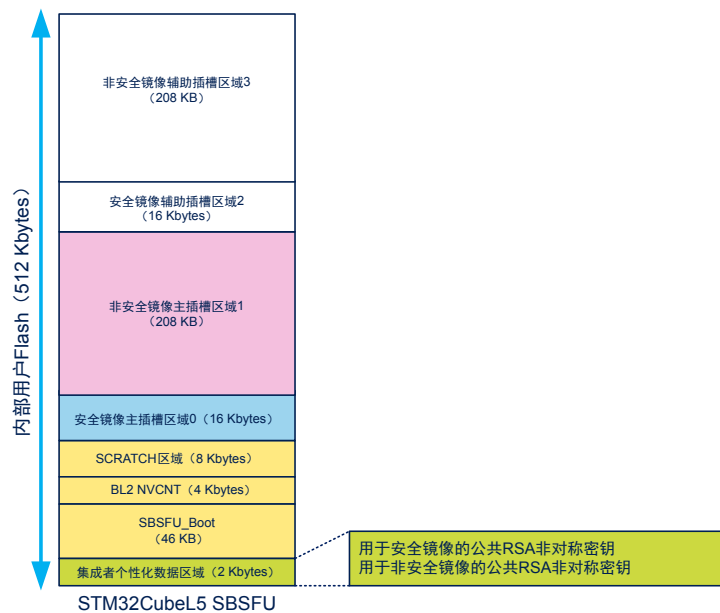 内部用户Flash（512 Kbytes）
非安全镜像辅助插槽区域3
（208 KB）
安全镜像辅助插槽区域2
（16 Kbytes）
非安全镜像主插槽区域1
（208 KB）
安全镜像主插槽区域0（16 Kbytes）
SCRATCH区域（8 Kbytes）
BL2 NVCNT（4 Kbytes）
SBSFU_Boot
（46 KB）
集成者个性化数据区域（2 Kbytes）
用于安全镜像的公共RSA非对称密钥
用于非安全镜像的公共RSA非对称密钥
STM32CubeL5 SBSFU